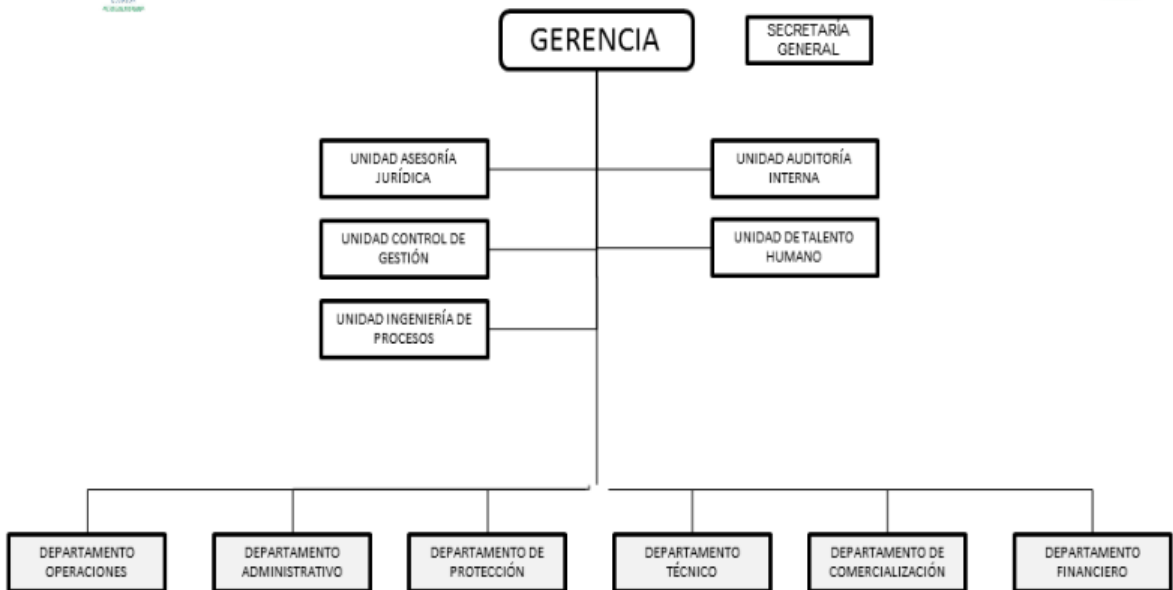 GERENCIA
SECRETARÍA
GENERAL
UNIDAD ASESORÍA
JURÍDICA
UNIDAD AUDITORÍA
INTERNA
UNIDAD CONTROL DE
GESTIÓN
UNIDAD DE TALENTO
HUMANO
UNIDAD INGENIERÍA DE
PROCESOS
DEPARTAMENTO
OPERACIONES
DEPARTAMENTO
ADMINISTRATIVO
DEPARTAMENTO DE
PROTECCIÓN
DEPARTAMENTO
TÉCNICO
DEPARTAMENTO DE
COMERCIALIZACIÓN
DEPARTAMENTO
FINANCIERO